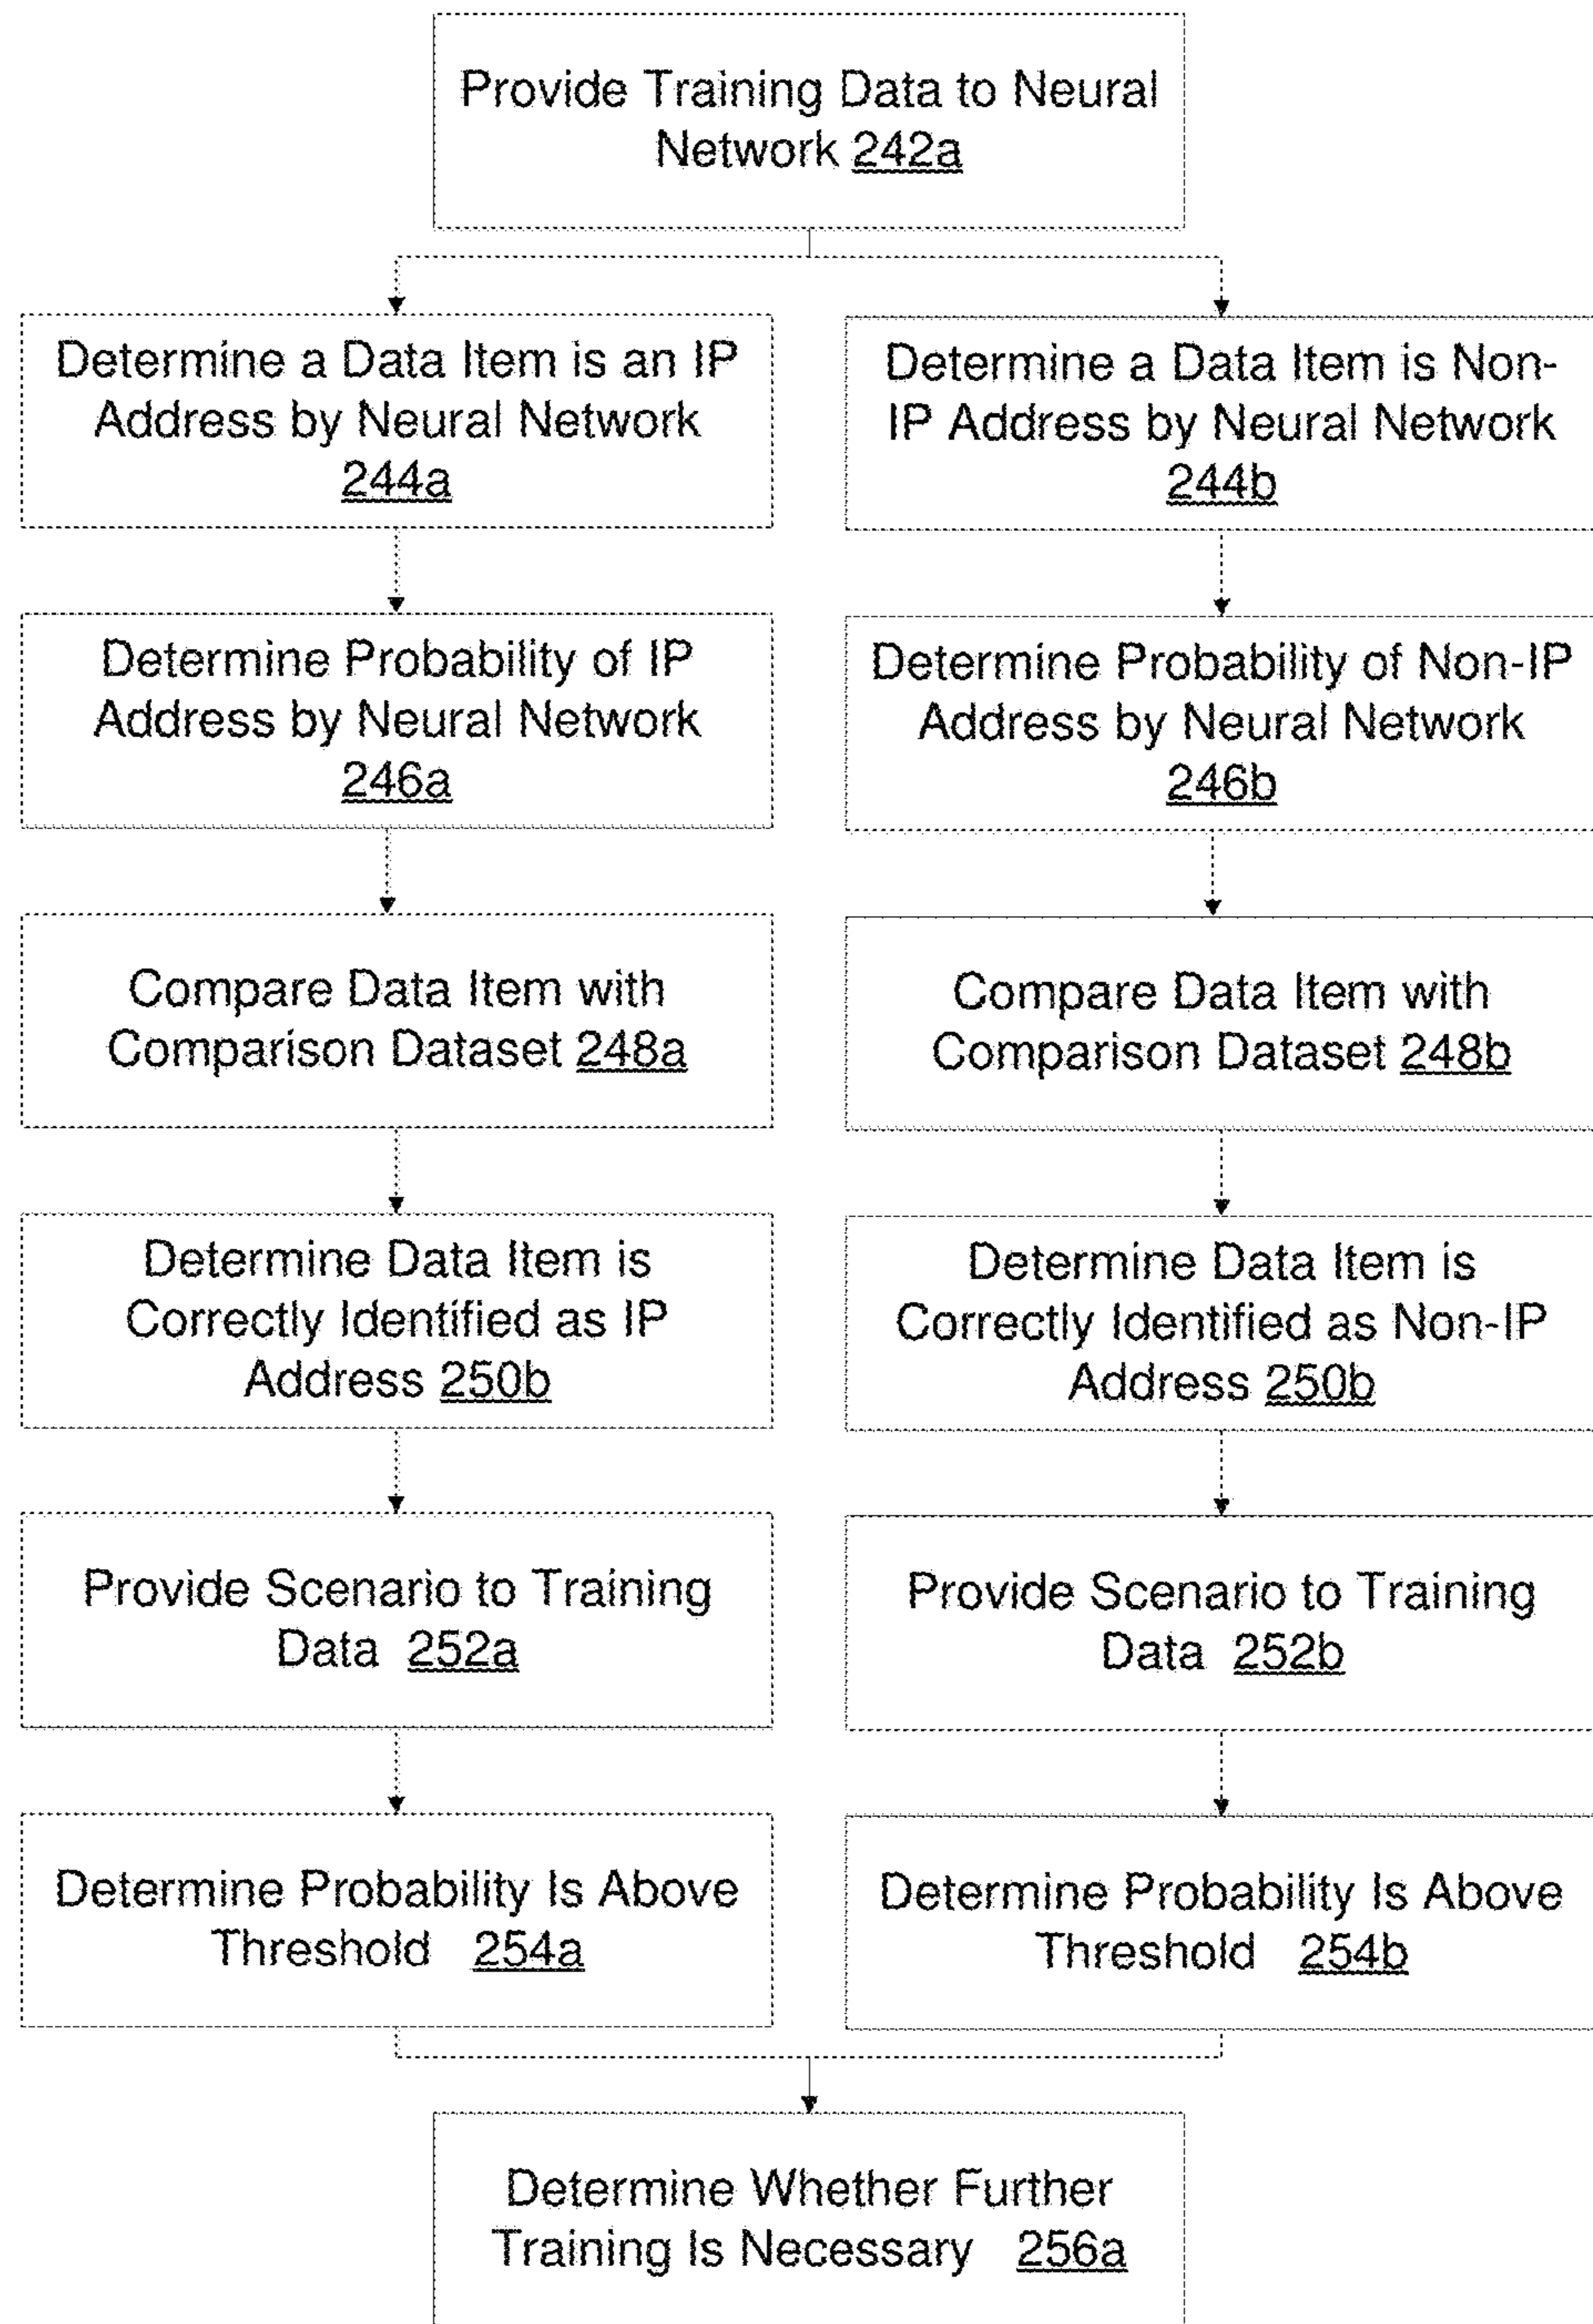 Provide Training Data to Neural
Network 242a
Determine a Data Item is an IP
Address by Neural Network
244a
Determine a Data Item is Non-
IP Address by Neural Network
244b
Determine Probability of IP
Address by Neural Network
246a
Determine Probability of Non-IP
Address by Neural Network
246b
Compare Data Item with
Comparison Dataset 248a
Compare Data Item with
Comparison Dataset 248b
Determine Data Item is
Correctly Identified as IP
Address 250b
Determine Data Item is
Correctly Identified as Non-IP
Address 250b
Provide Scenario to Training
Data 252a
Provide Scenario to Training
Data 252b
Determine Probability Is Above
Threshold 254a
Determine Probability Is Above
Threshold 254b
Determine Whether Further
Training Is Necessary 256a